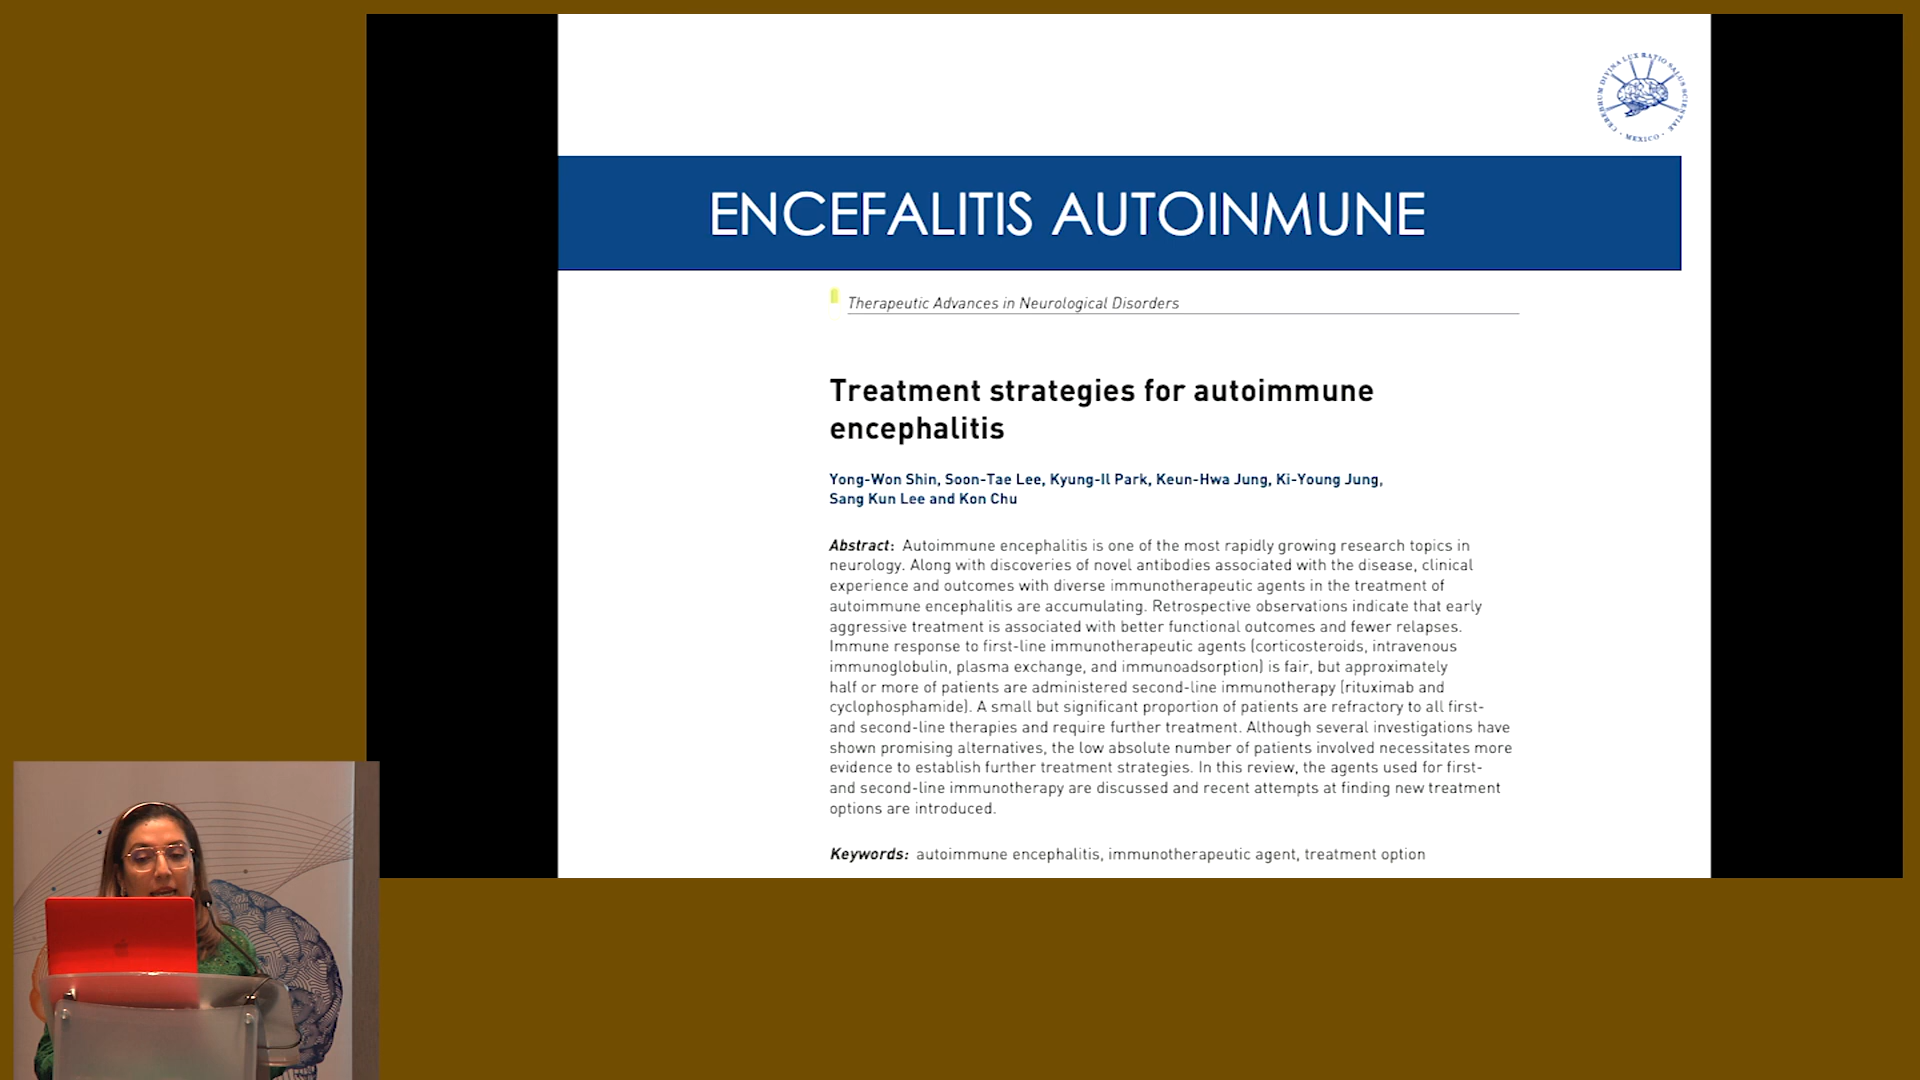 CEREBRUM DIVINA LUX RATIO SALUS SCIENTIAE · MEXICO ·
ENCEFALITIS AUTOINMUNE
Therapeutic Advances in Neurological Disorders
Treatment strategies for autoimmune
encephalitis
Yong-Won Shin, Soon-Tae Lee, Kyung-Il Park, Keun-Hwa Jung, Ki-Young Jung,
Sang Kun Lee and Kon Chu
Abstract: Autoimmune encephalitis is one of the most rapidly growing research topics in
neurology. Along with discoveries of novel antibodies associated with the disease, clinical
experience and outcomes with diverse immunotherapeutic agents in the treatment of
autoimmune encephalitis are accumulating. Retrospective observations indicate that early
aggressive treatment is associated with better functional outcomes and fewer relapses.
Immune response to first-line immunotherapeutic agents (corticosteroids, intravenous
immunoglobulin, plasma exchange, and immunoadsorption) is fair, but approximately
half or more of patients are administered second-line immunotherapy (rituximab and
cyclophosphamide). A small but significant proportion of patients are refractory to all first-
and second-line therapies and require further treatment. Although several investigations have
shown promising alternatives, the low absolute number of patients involved necessitates more
evidence to establish further treatment strategies. In this review, the agents used for first-
and second-line immunotherapy are discussed and recent attempts at finding new treatment
options are introduced.
Keywords: autoimmune encephalitis, immunotherapeutic agent, treatment option